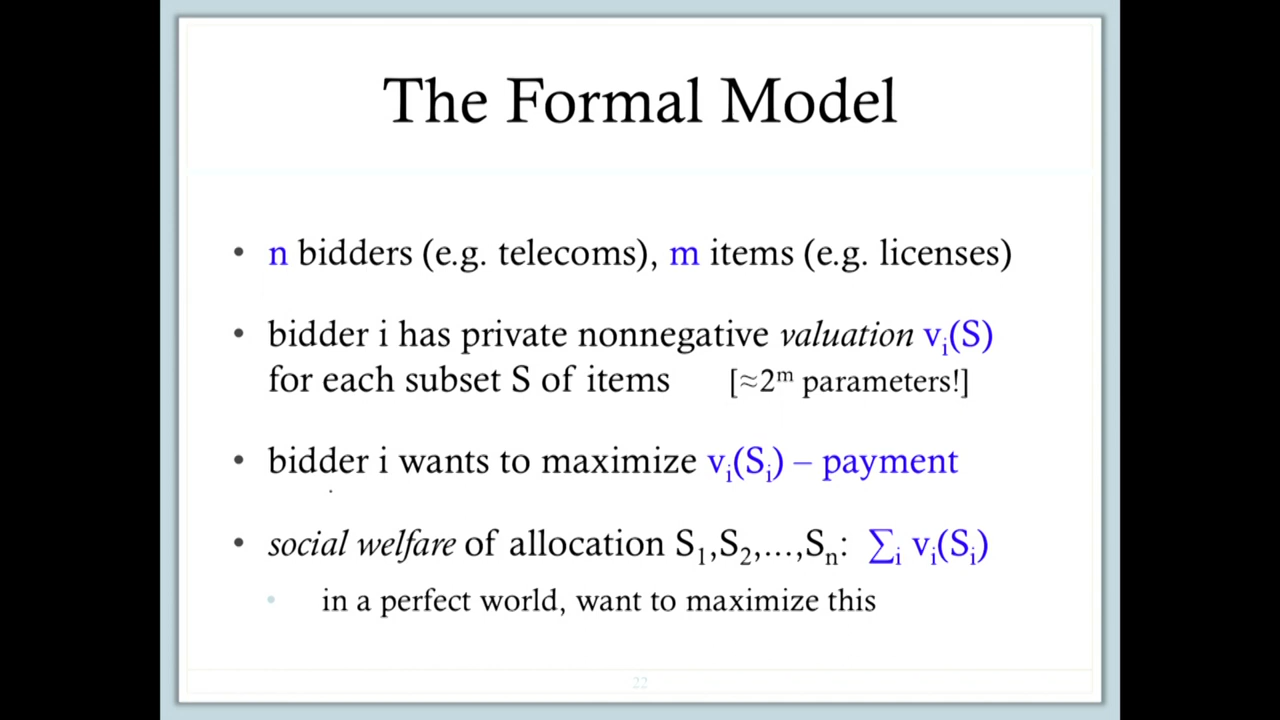 The Formal Model
• n bidders (e.g. telecoms), m items (e.g. licenses)
• bidder i has private nonnegative valuation vᵢ(S)
for each subset S of items [≈2ᵐ parameters!]
• bidder i wants to maximize vᵢ(Sᵢ) – payment
• social welfare of allocation S₁,S₂,…,Sₙ: ∑ᵢ vᵢ(Sᵢ)
• in a perfect world, want to maximize this
22